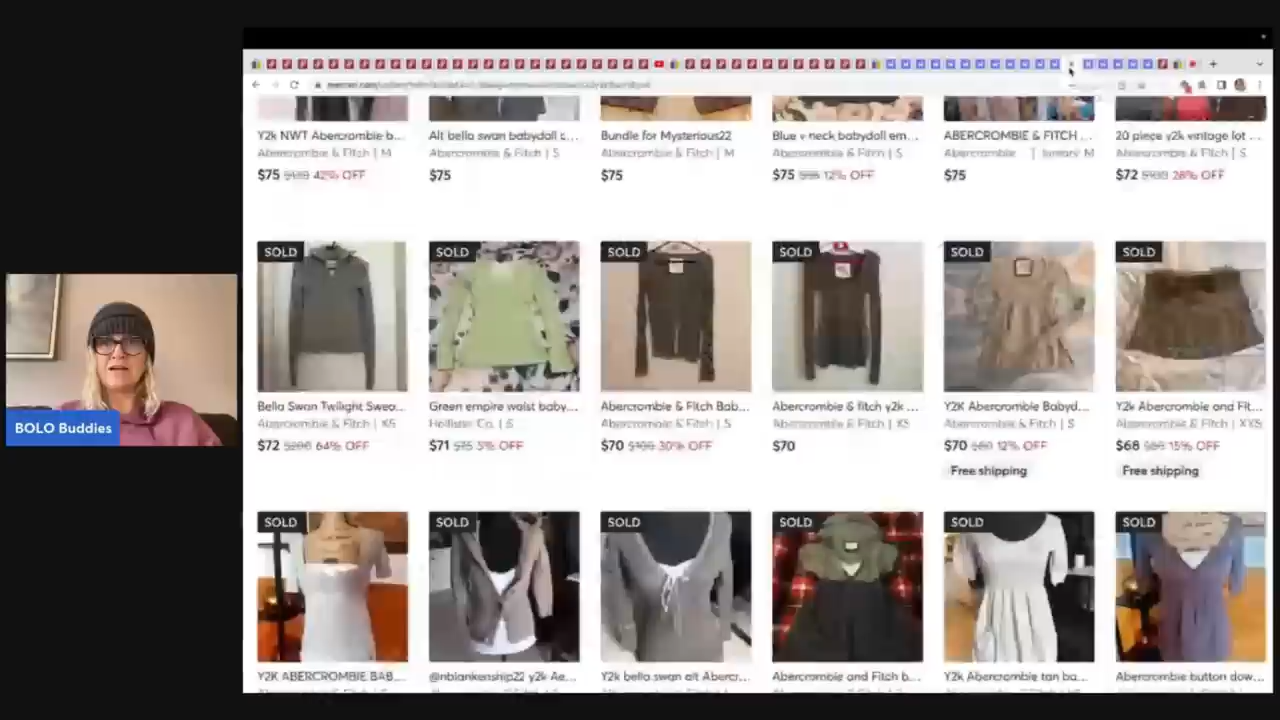 Y2k NWT Abercrombie b...
Alt bella swan babydoll c...
Bundle for Mysterious22
Blue v neck babydoll em...
ABERCROMBIE & FITCH ...
20 piece y2k vintage lot ...
Abercrombie & Fitch | M
Abercrombie & Fitch | S
Abercrombie & Fitch | M
Abercrombie & Fitch | S
Abercrombie | Juniors' M
Abercrombie & Fitch | S
$75 42% OFF
$75
$75
$75 12% OFF
$75
$72 $100 28% OFF
SOLD
SOLD
SOLD
SOLD
SOLD
SOLD
Bella Swan Twilight Swea...
Green empire waist baby...
Abercrombie & Fitch Bab...
Abercrombie & fitch y2k ...
Y2K Abercrombie Babyd...
Y2k Abercrombie and Fit...
Abercrombie & Fitch | XS
Hollister Co. | S
Abercrombie & Fitch | S
Abercrombie & Fitch | XS
Abercrombie & Fitch | S
Abercrombie & Fitch | XXS
$72 $200 64% OFF
$71 $75 5% OFF
$70 $100 30% OFF
$70
$70 $80 12% OFF
$68 15% OFF
Free shipping
Free shipping
BOLO Buddies
SOLD
SOLD
SOLD
SOLD
SOLD
SOLD
Y2K ABERCROMBIE BAB...
@nblankenship22 y2k Ae...
Y2k bella swan alt Abercr...
Abercrombie and Fitch b...
Y2k Abercrombie tan ba...
Abercrombie button dow...